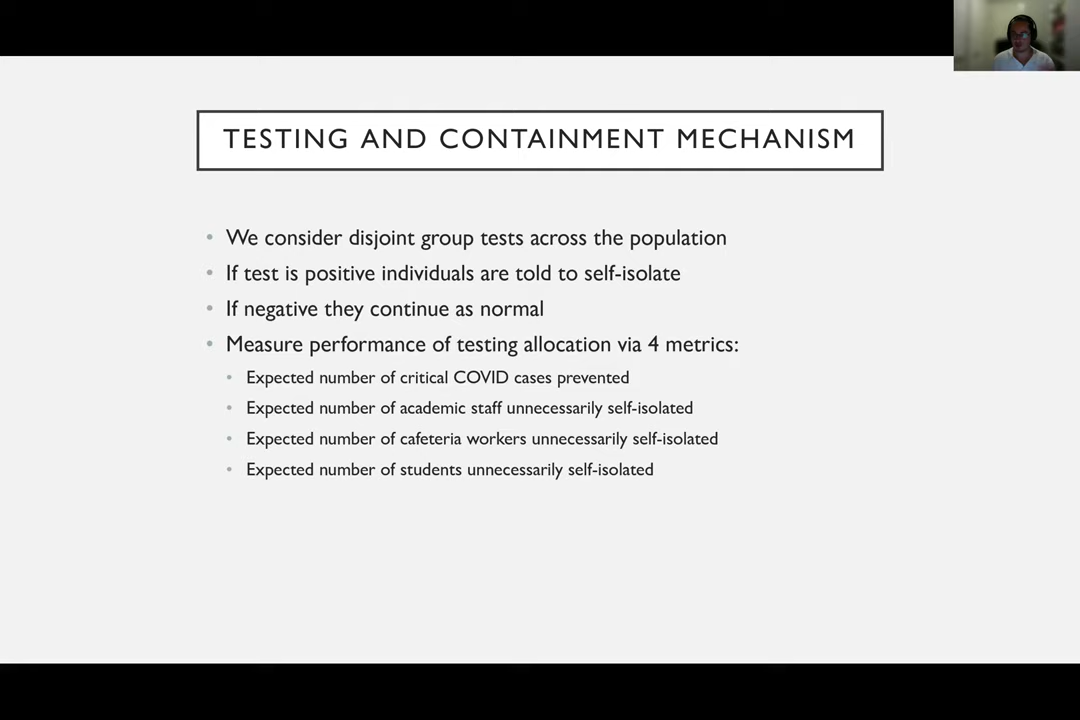 TESTING AND CONTAINMENT MECHANISM
• We consider disjoint group tests across the population
• If test is positive individuals are told to self-isolate
• If negative they continue as normal
• Measure performance of testing allocation via 4 metrics:
• Expected number of critical COVID cases prevented
• Expected number of academic staff unnecessarily self-isolated
• Expected number of cafeteria workers unnecessarily self-isolated
• Expected number of students unnecessarily self-isolated